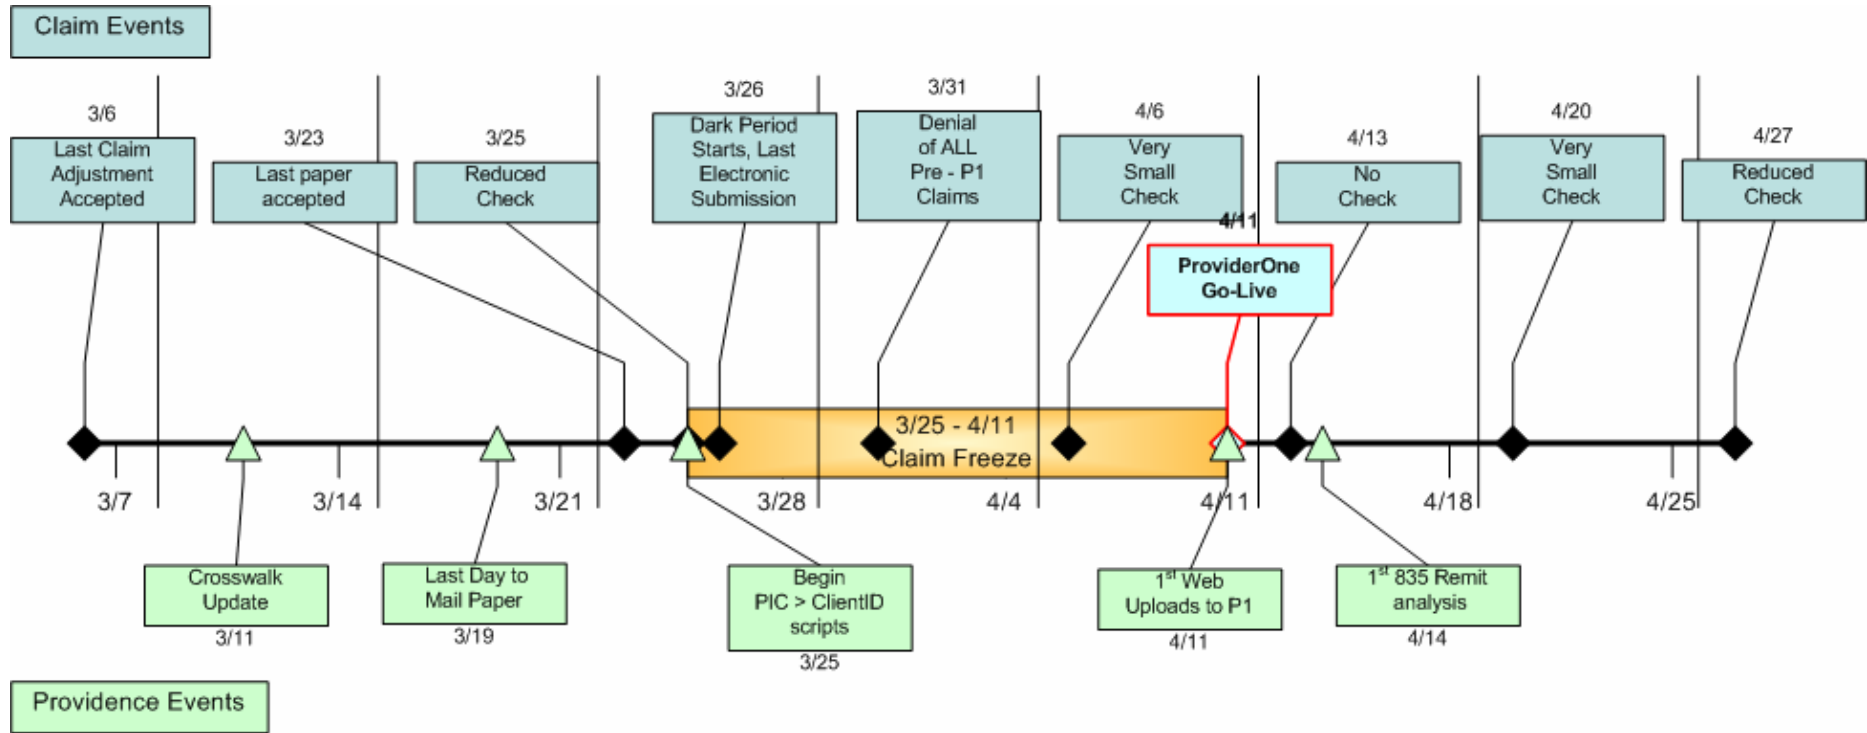 Claim Events
3/6
Last Claim
Adjustment
Accepted
3/23
Last paper
accepted
3/25
Reduced
Check
3/26
Dark Period
Starts, Last
Electronic
Submission
3/31
Denial
of ALL
Pre - P1
Claims
4/6
Very
Small
Check
4/11
ProviderOne
Go-Live
4/13
No
Check
4/20
Very
Small
Check
4/27
Reduced
Check
3/25 - 4/11
Claim Freeze
3/7
3/14
3/21
3/28
4/4
4/11
4/18
4/25
Crosswalk
Update
3/11
Last Day to
Mail Paper
3/19
Begin
PIC > ClientID
scripts
3/25
1st Web
Uploads to P1
4/11
1st 835 Remit
analysis
4/14
Providence Events